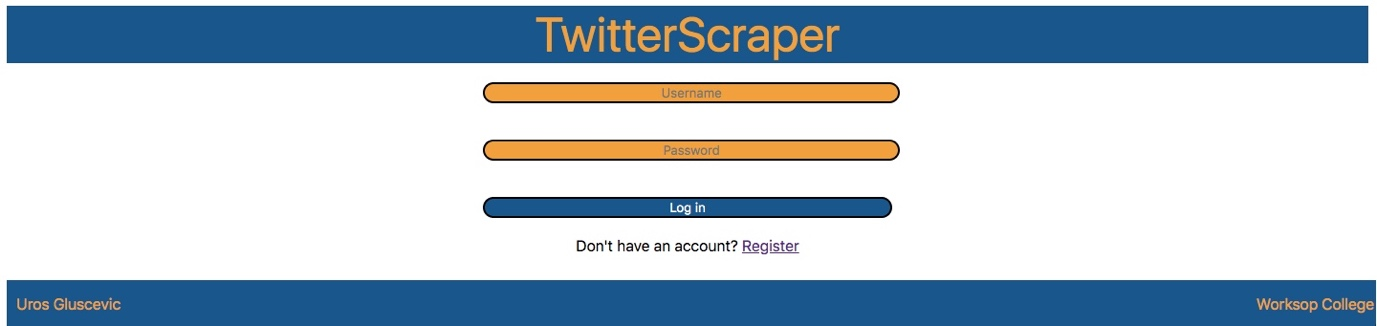 TwitterScraper
Username
Password
Log in
Don't have an account? Register
Uros Gluscevic Worksop College